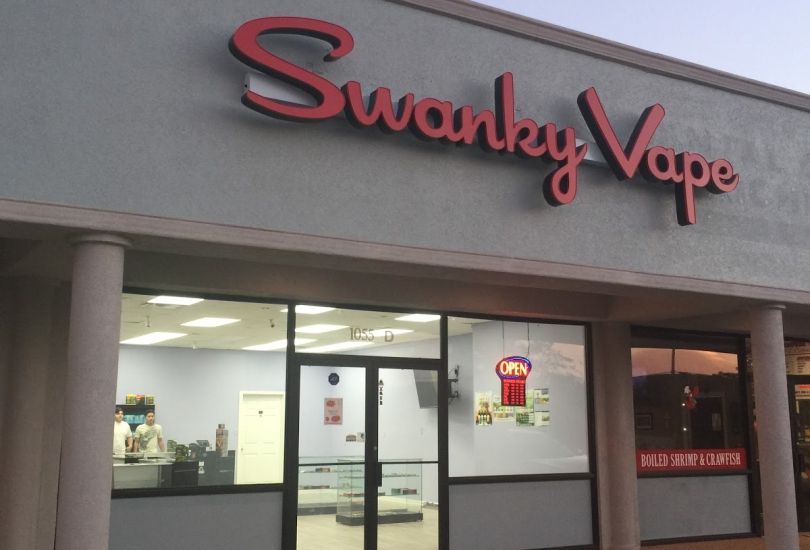 Swanky Vape
1055 D
OPEN
BOILED SHRIMP & CRAWFISH